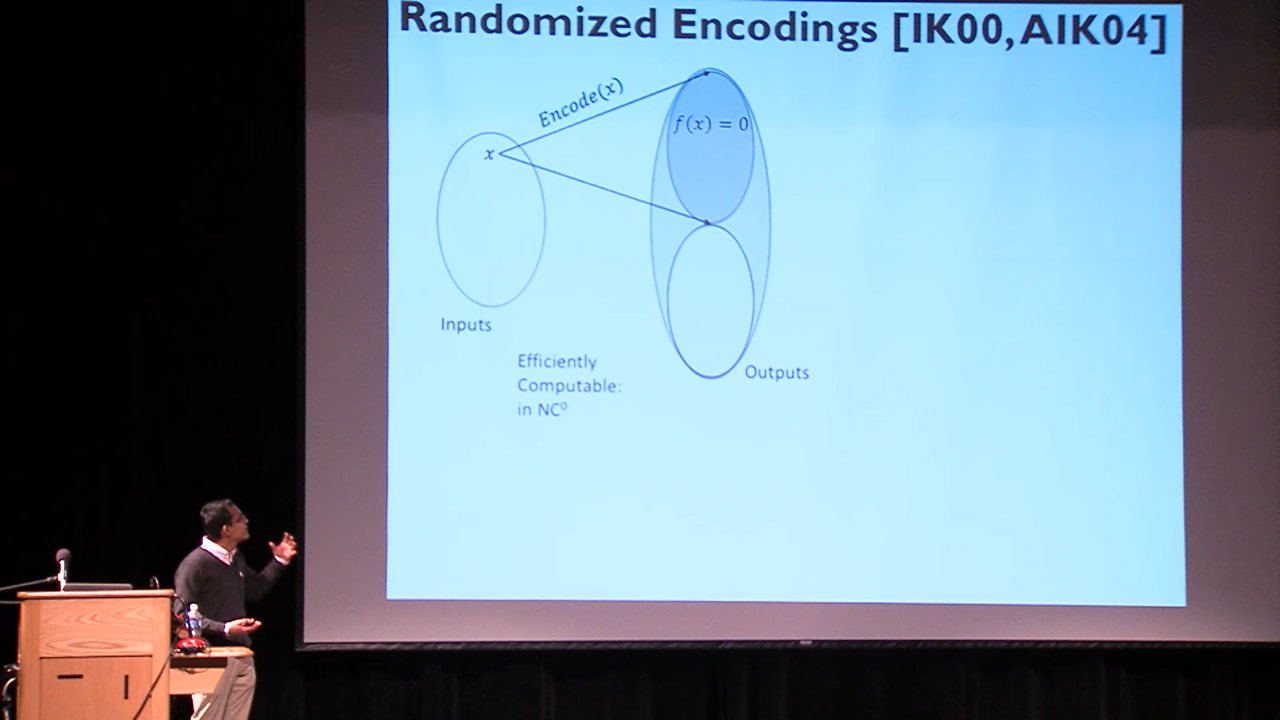 Randomized Encodings [IK00, AIK04]
Encode(x)
f(x) = 0
x
Inputs
Efficiently
Computable:
in NC⁰
Outputs